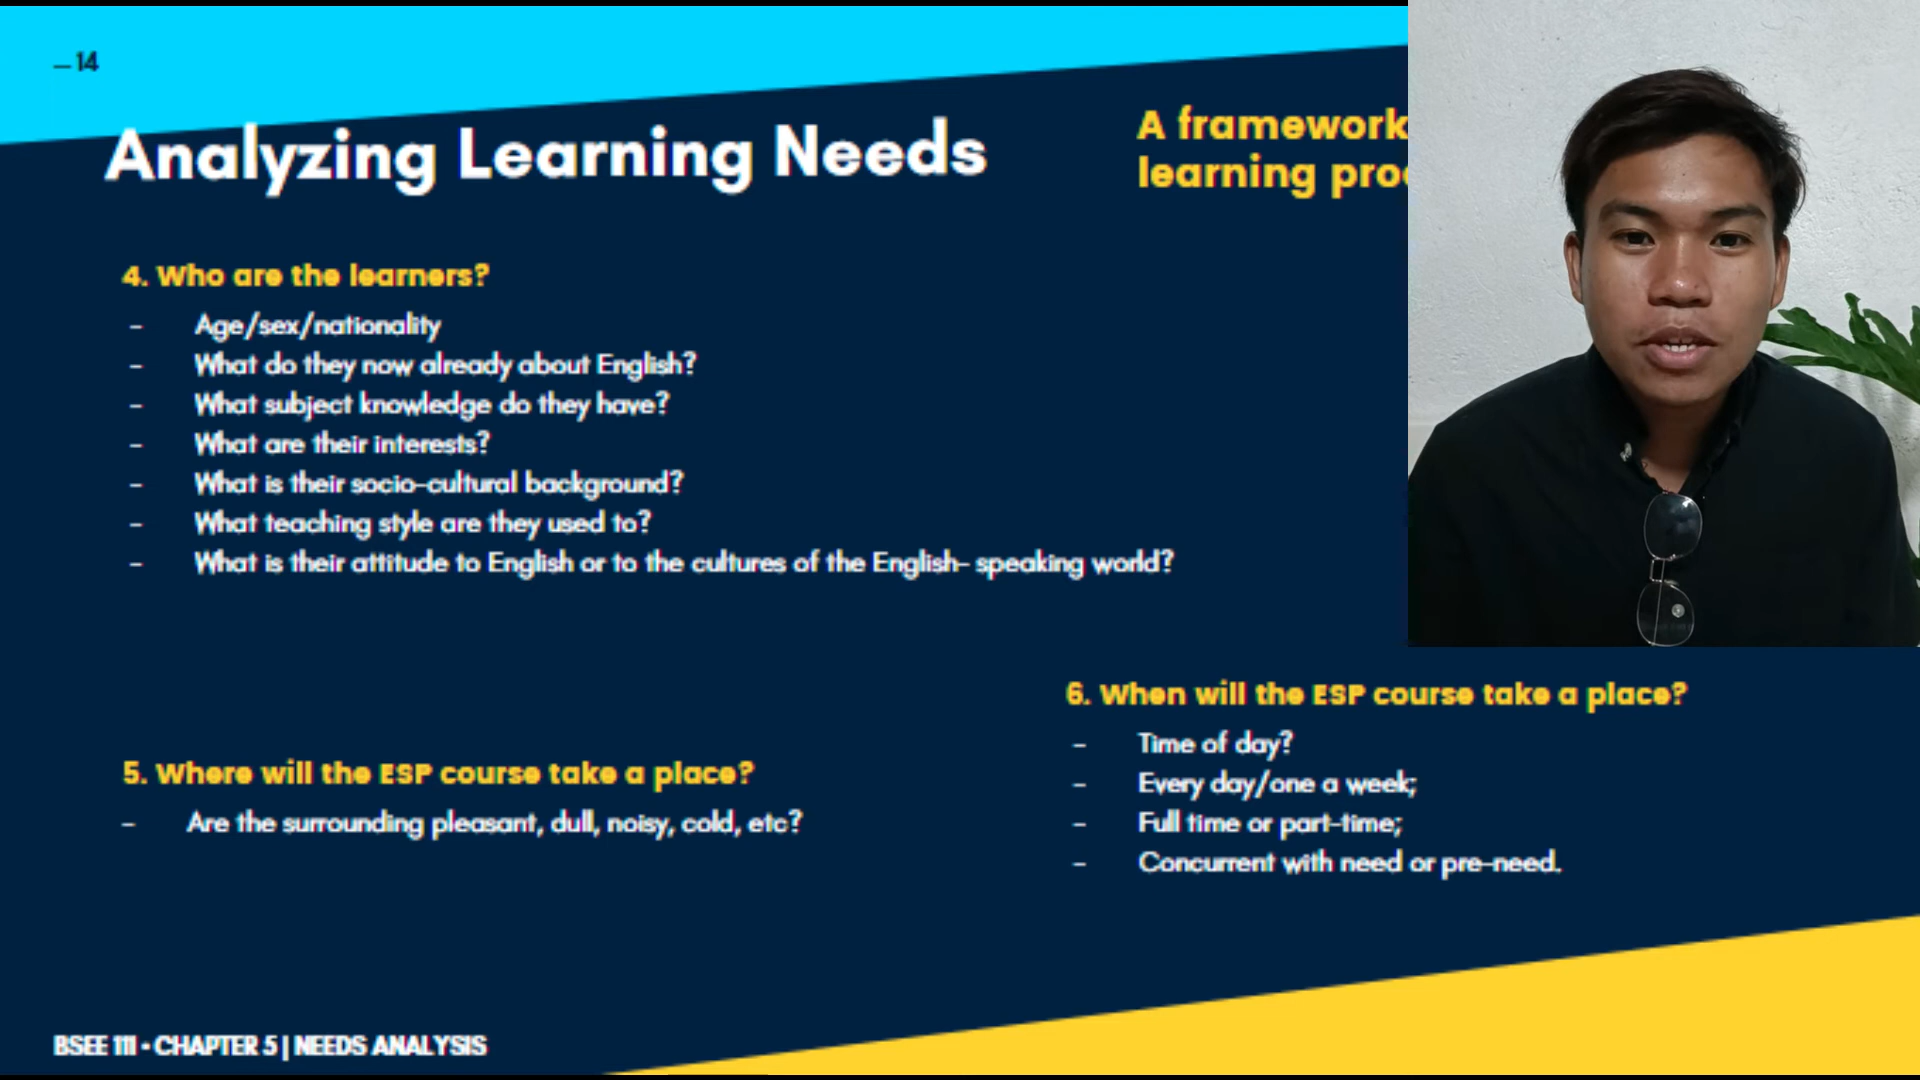 —14
Analyzing Learning Needs
A framework
learning
4. Who are the learners?
- Age/sex/nationality
- What do they now already about English?
- What subject knowledge do they have?
- What are their interests?
- What is their socio-cultural background?
- What teaching style are they used to?
- What is their attitude to English or to the cultures of the English- speaking world?
5. Where will the ESP course take a place?
- Are the surrounding pleasant, dull, noisy, cold, etc?
6. When will the ESP course take a place?
- Time of day?
- Every day/one a week;
- Full time or part-time;
- Concurrent with need or pre-need.
BSEE 111 • CHAPTER 5 | NEEDS ANALYSIS